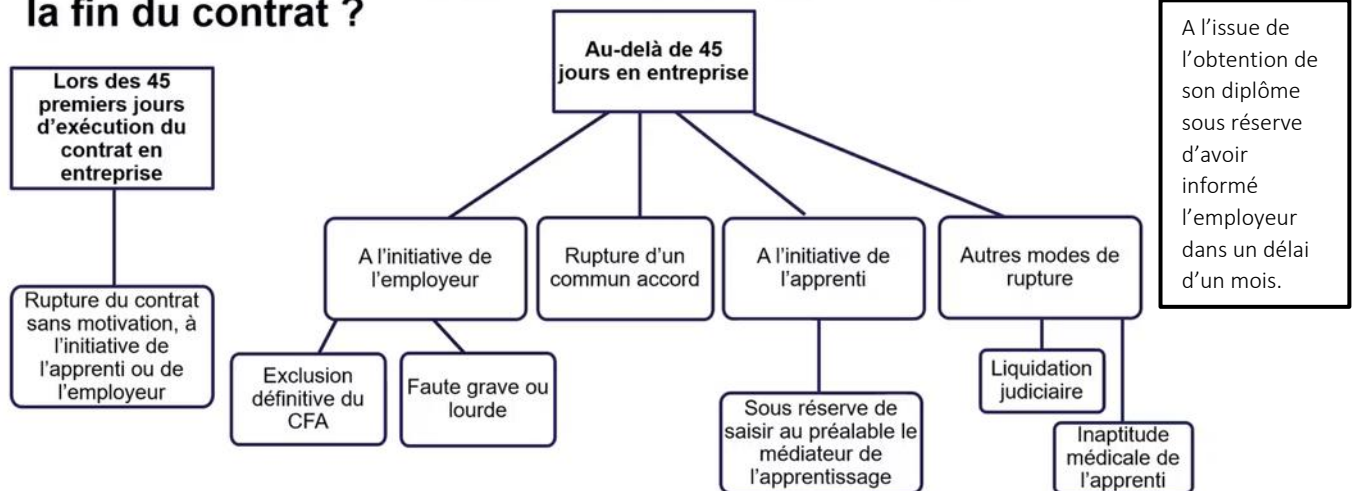 la fin du contrat ?
Lors des 45
premiers jours
d'exécution du
contrat en
entreprise
Rupture du contrat
sans motivation, à
l'initiative de
l'apprenti ou de
l'employeur
Au-delà de 45
jours en entreprise
A l'initiative de
l'employeur
Exclusion
définitive du
CFA
Faute grave ou
lourde
Rupture d'un
commun accord
A l'initiative de
l'apprenti
Sous réserve de
saisir au préalable le
médiateur de
l'apprentissage
Autres modes de
rupture
Liquidation
judiciaire
Inaptitude
médicale de
l'apprenti
A l'issue de
l'obtention de
son diplôme
sous réserve
d'avoir
informé
l'employeur
dans un délai
d'un mois.